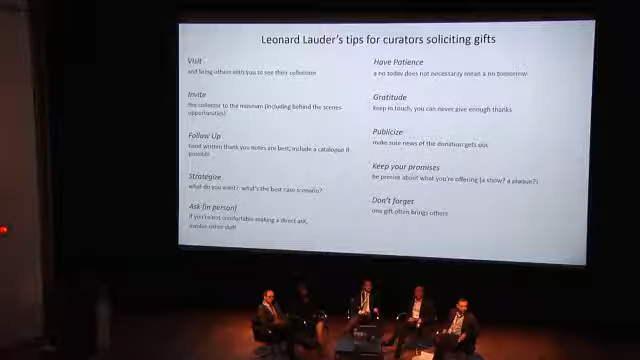 Leonard Lauder's tips for curators soliciting gifts
Visit
and bring others with you to see their collections
Invite
the collector to the museum (including behind the scenes
opportunities)
Follow Up
hand written thank you notes are best, include a catalogue if
possible
Strategize
what do you want? what's the best case scenario?
Ask (in person)
if you're not comfortable making a direct ask,
involve other staff
Have Patience
a no today does not necessarily mean a no tomorrow
Gratitude
keep in touch, you can never give enough thanks
Publicize
make sure news of the donation gets out
Keep your promises
be precise about what you're offering (a show? a plaque?)
Don't forget
one gift often brings others